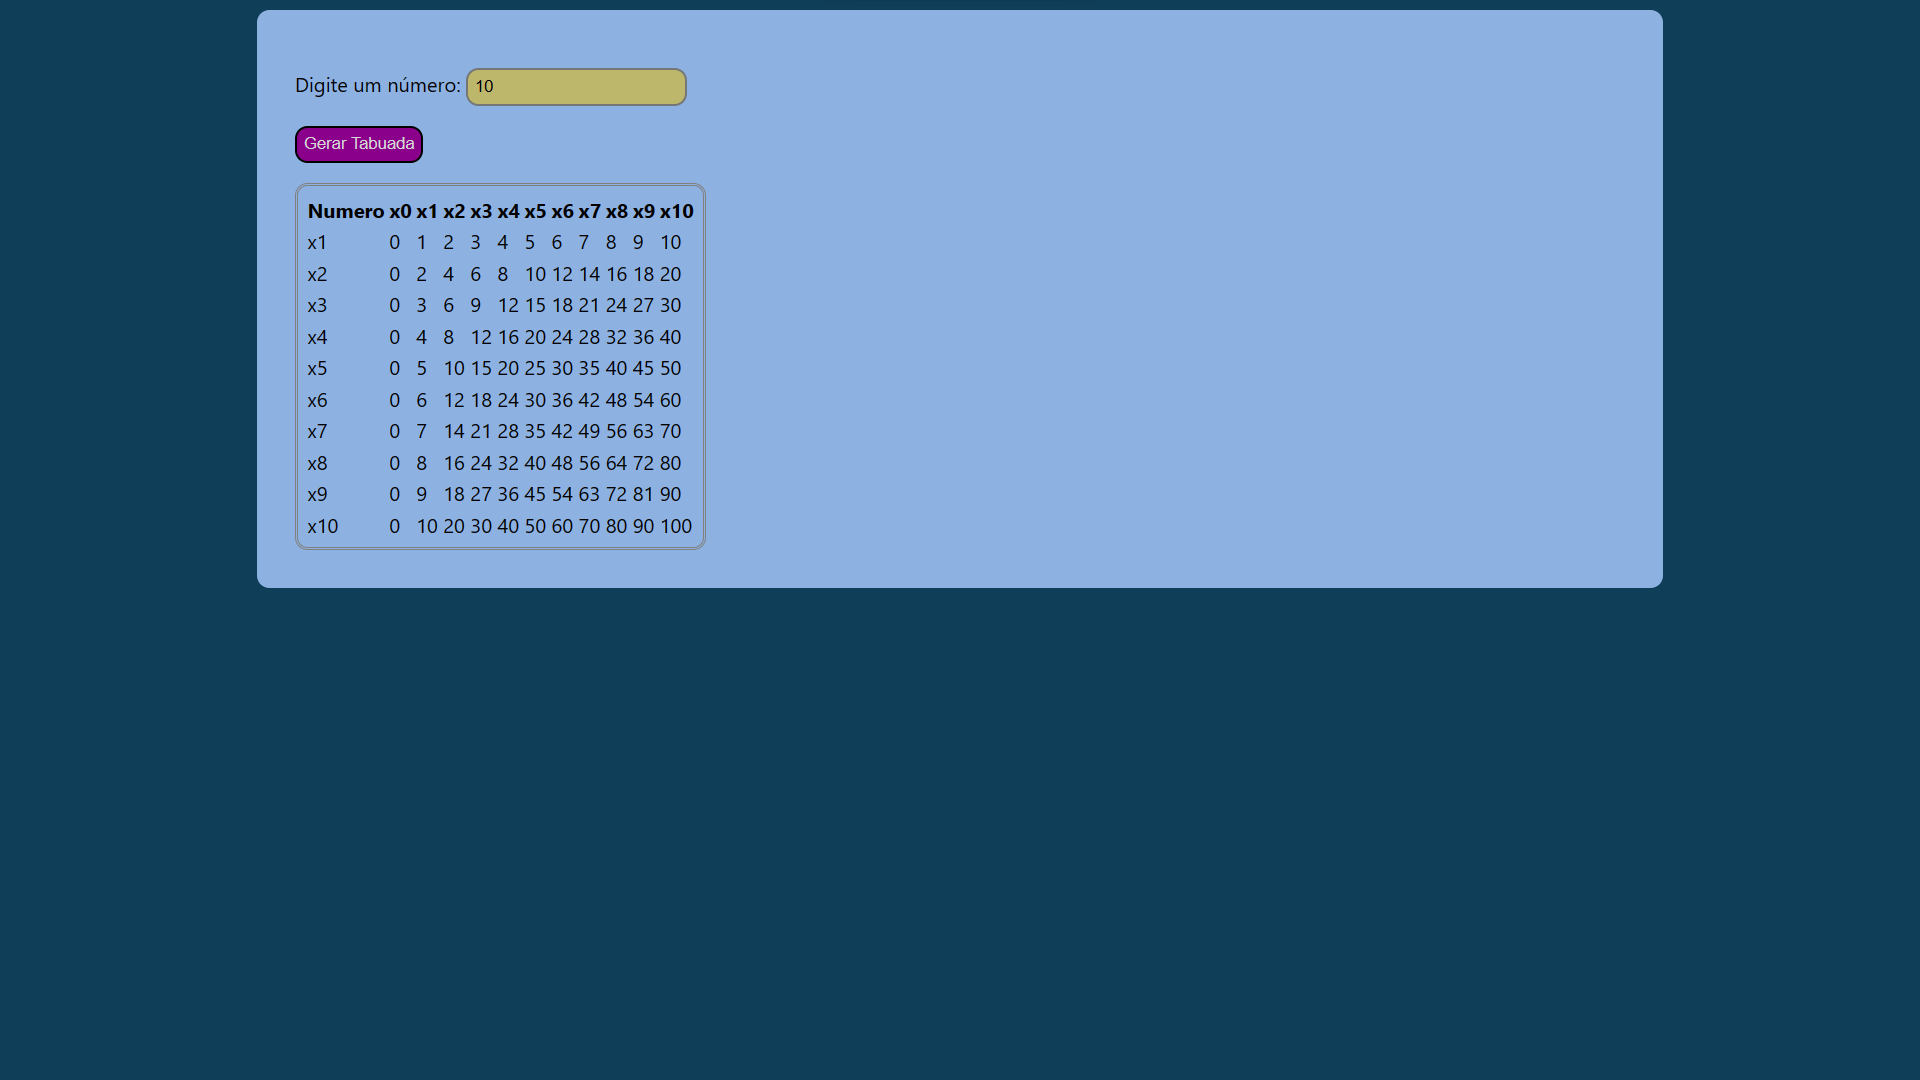 Digite um número: 10
Gerar Tabuada
Numero x0 x1 x2 x3 x4 x5 x6 x7 x8 x9 x10
x1 0 1 2 3 4 5 6 7 8 9 10
x2 0 2 4 6 8 10 12 14 16 18 20
x3 0 3 6 9 12 15 18 21 24 27 30
x4 0 4 8 12 16 20 24 28 32 36 40
x5 0 5 10 15 20 25 30 35 40 45 50
x6 0 6 12 18 24 30 36 42 48 54 60
x7 0 7 14 21 28 35 42 49 56 63 70
x8 0 8 16 24 32 40 48 56 64 72 80
x9 0 9 18 27 36 45 54 63 72 81 90
x10 0 10 20 30 40 50 60 70 80 90 100